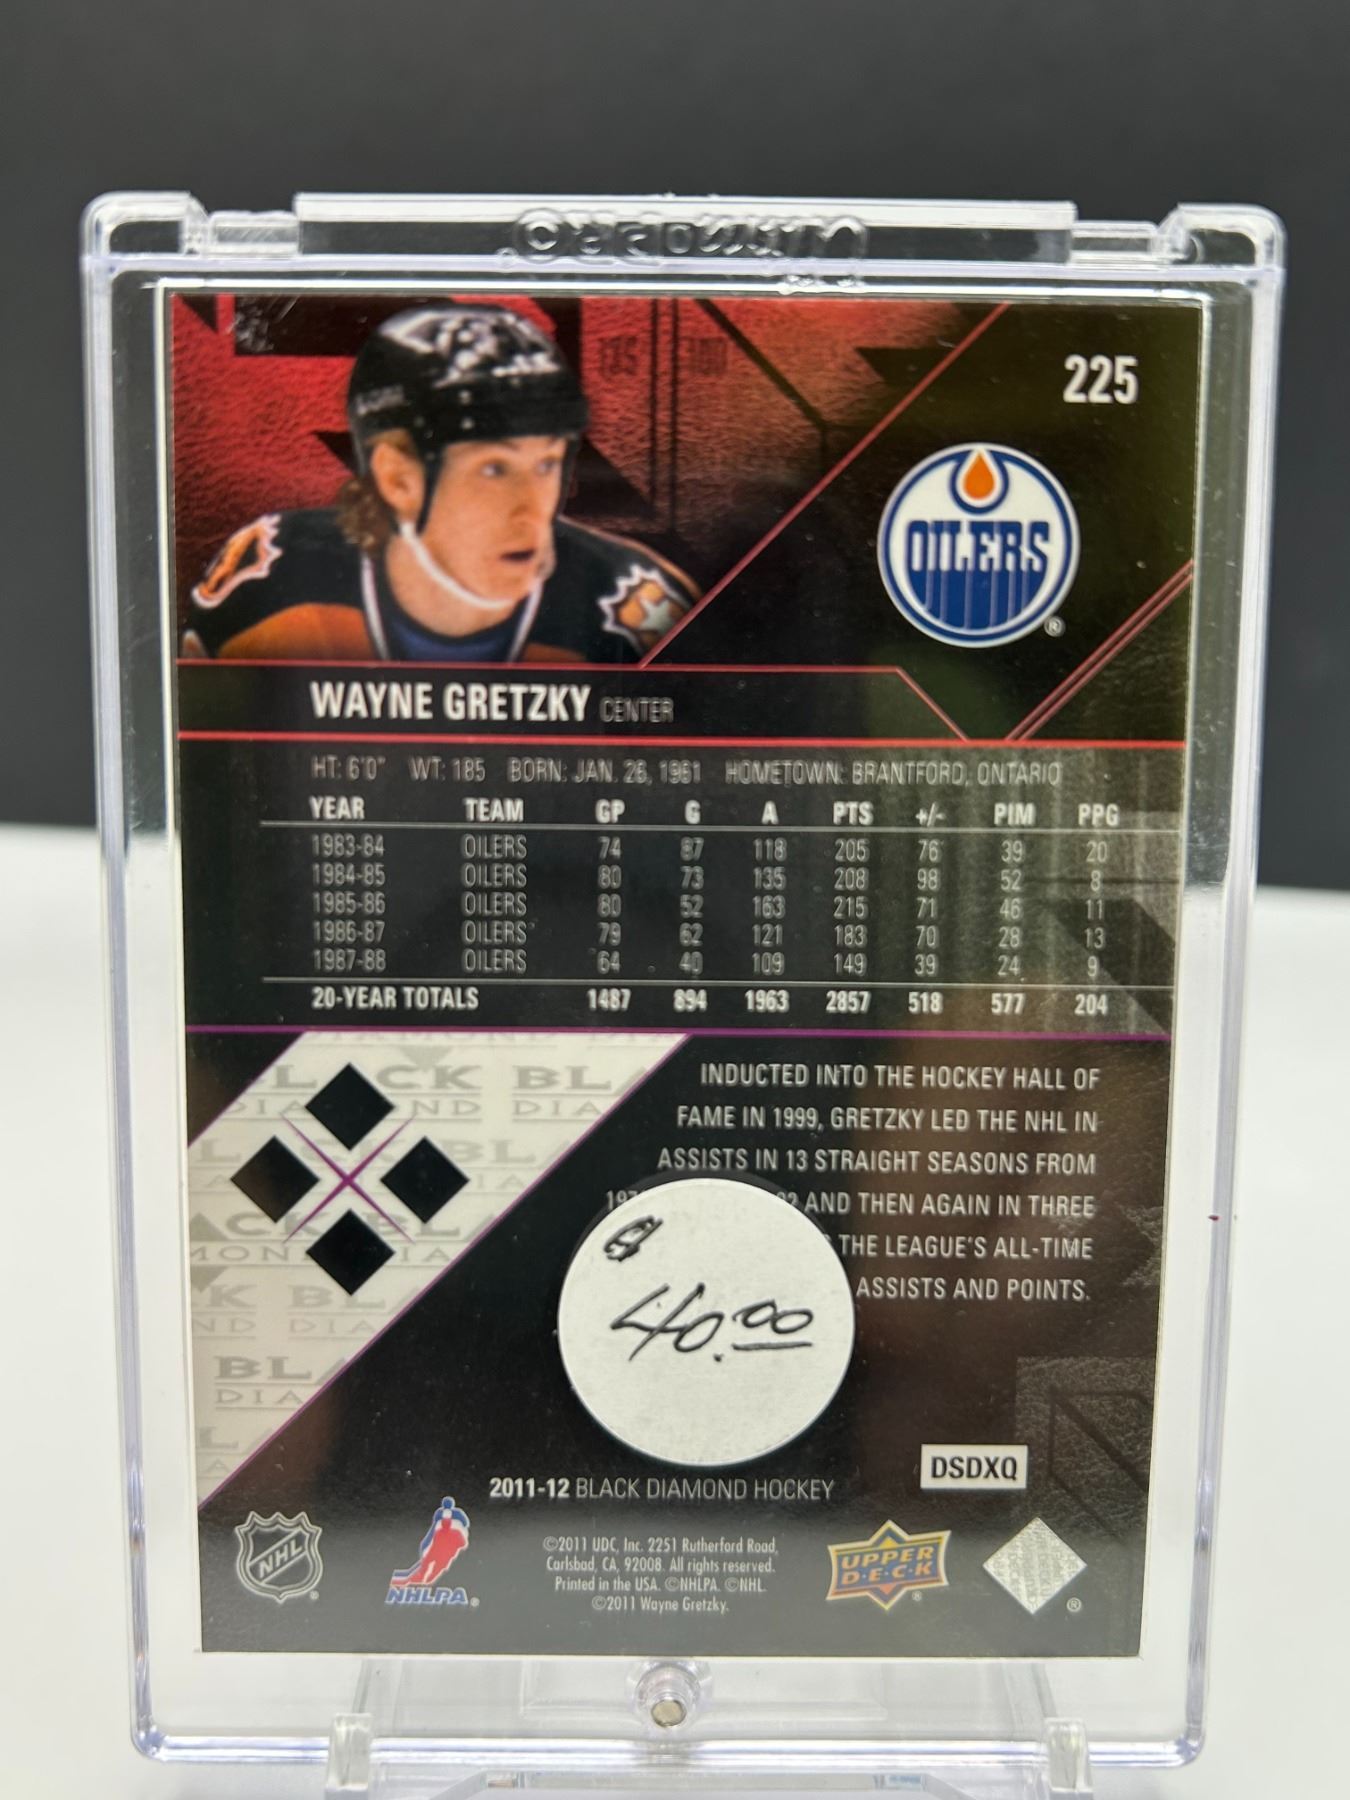 ULTRA PRO
225
OILERS
WAYNE GRETZKY CENTER
HT: 6'0" WT: 185 BORN: JAN. 26, 1961 HOMETOWN: BRANTFORD, ONTARIO
YEAR TEAM GP G A PTS +/- PIM PPG
1983-84 OILERS 74 87 118 205 76 39 20
1984-85 OILERS 80 73 135 208 98 52 8
1985-86 OILERS 80 52 163 215 71 46 11
1986-87 OILERS 79 62 121 183 70 28 13
1987-88 OILERS 64 40 109 149 39 24 9
20-YEAR TOTALS 1487 894 1963 2857 518 577 204
INDUCTED INTO THE HOCKEY HALL OF
FAME IN 1999, GRETZKY LED THE NHL IN
ASSISTS IN 13 STRAIGHT SEASONS FROM
AND THEN AGAIN IN THREE
THE LEAGUE'S ALL-TIME
ASSISTS AND POINTS.
40.00
DSDXQ
2011-12 BLACK DIAMOND HOCKEY
©2011 UDC, Inc. 2251 Rutherford Road,
Carlsbad, CA, 92008. All rights reserved.
Printed in the USA. ©NHLPA. ©NHL.
©2011 Wayne Gretzky.
NHL
NHLPA
UPPER
D·E·C·K